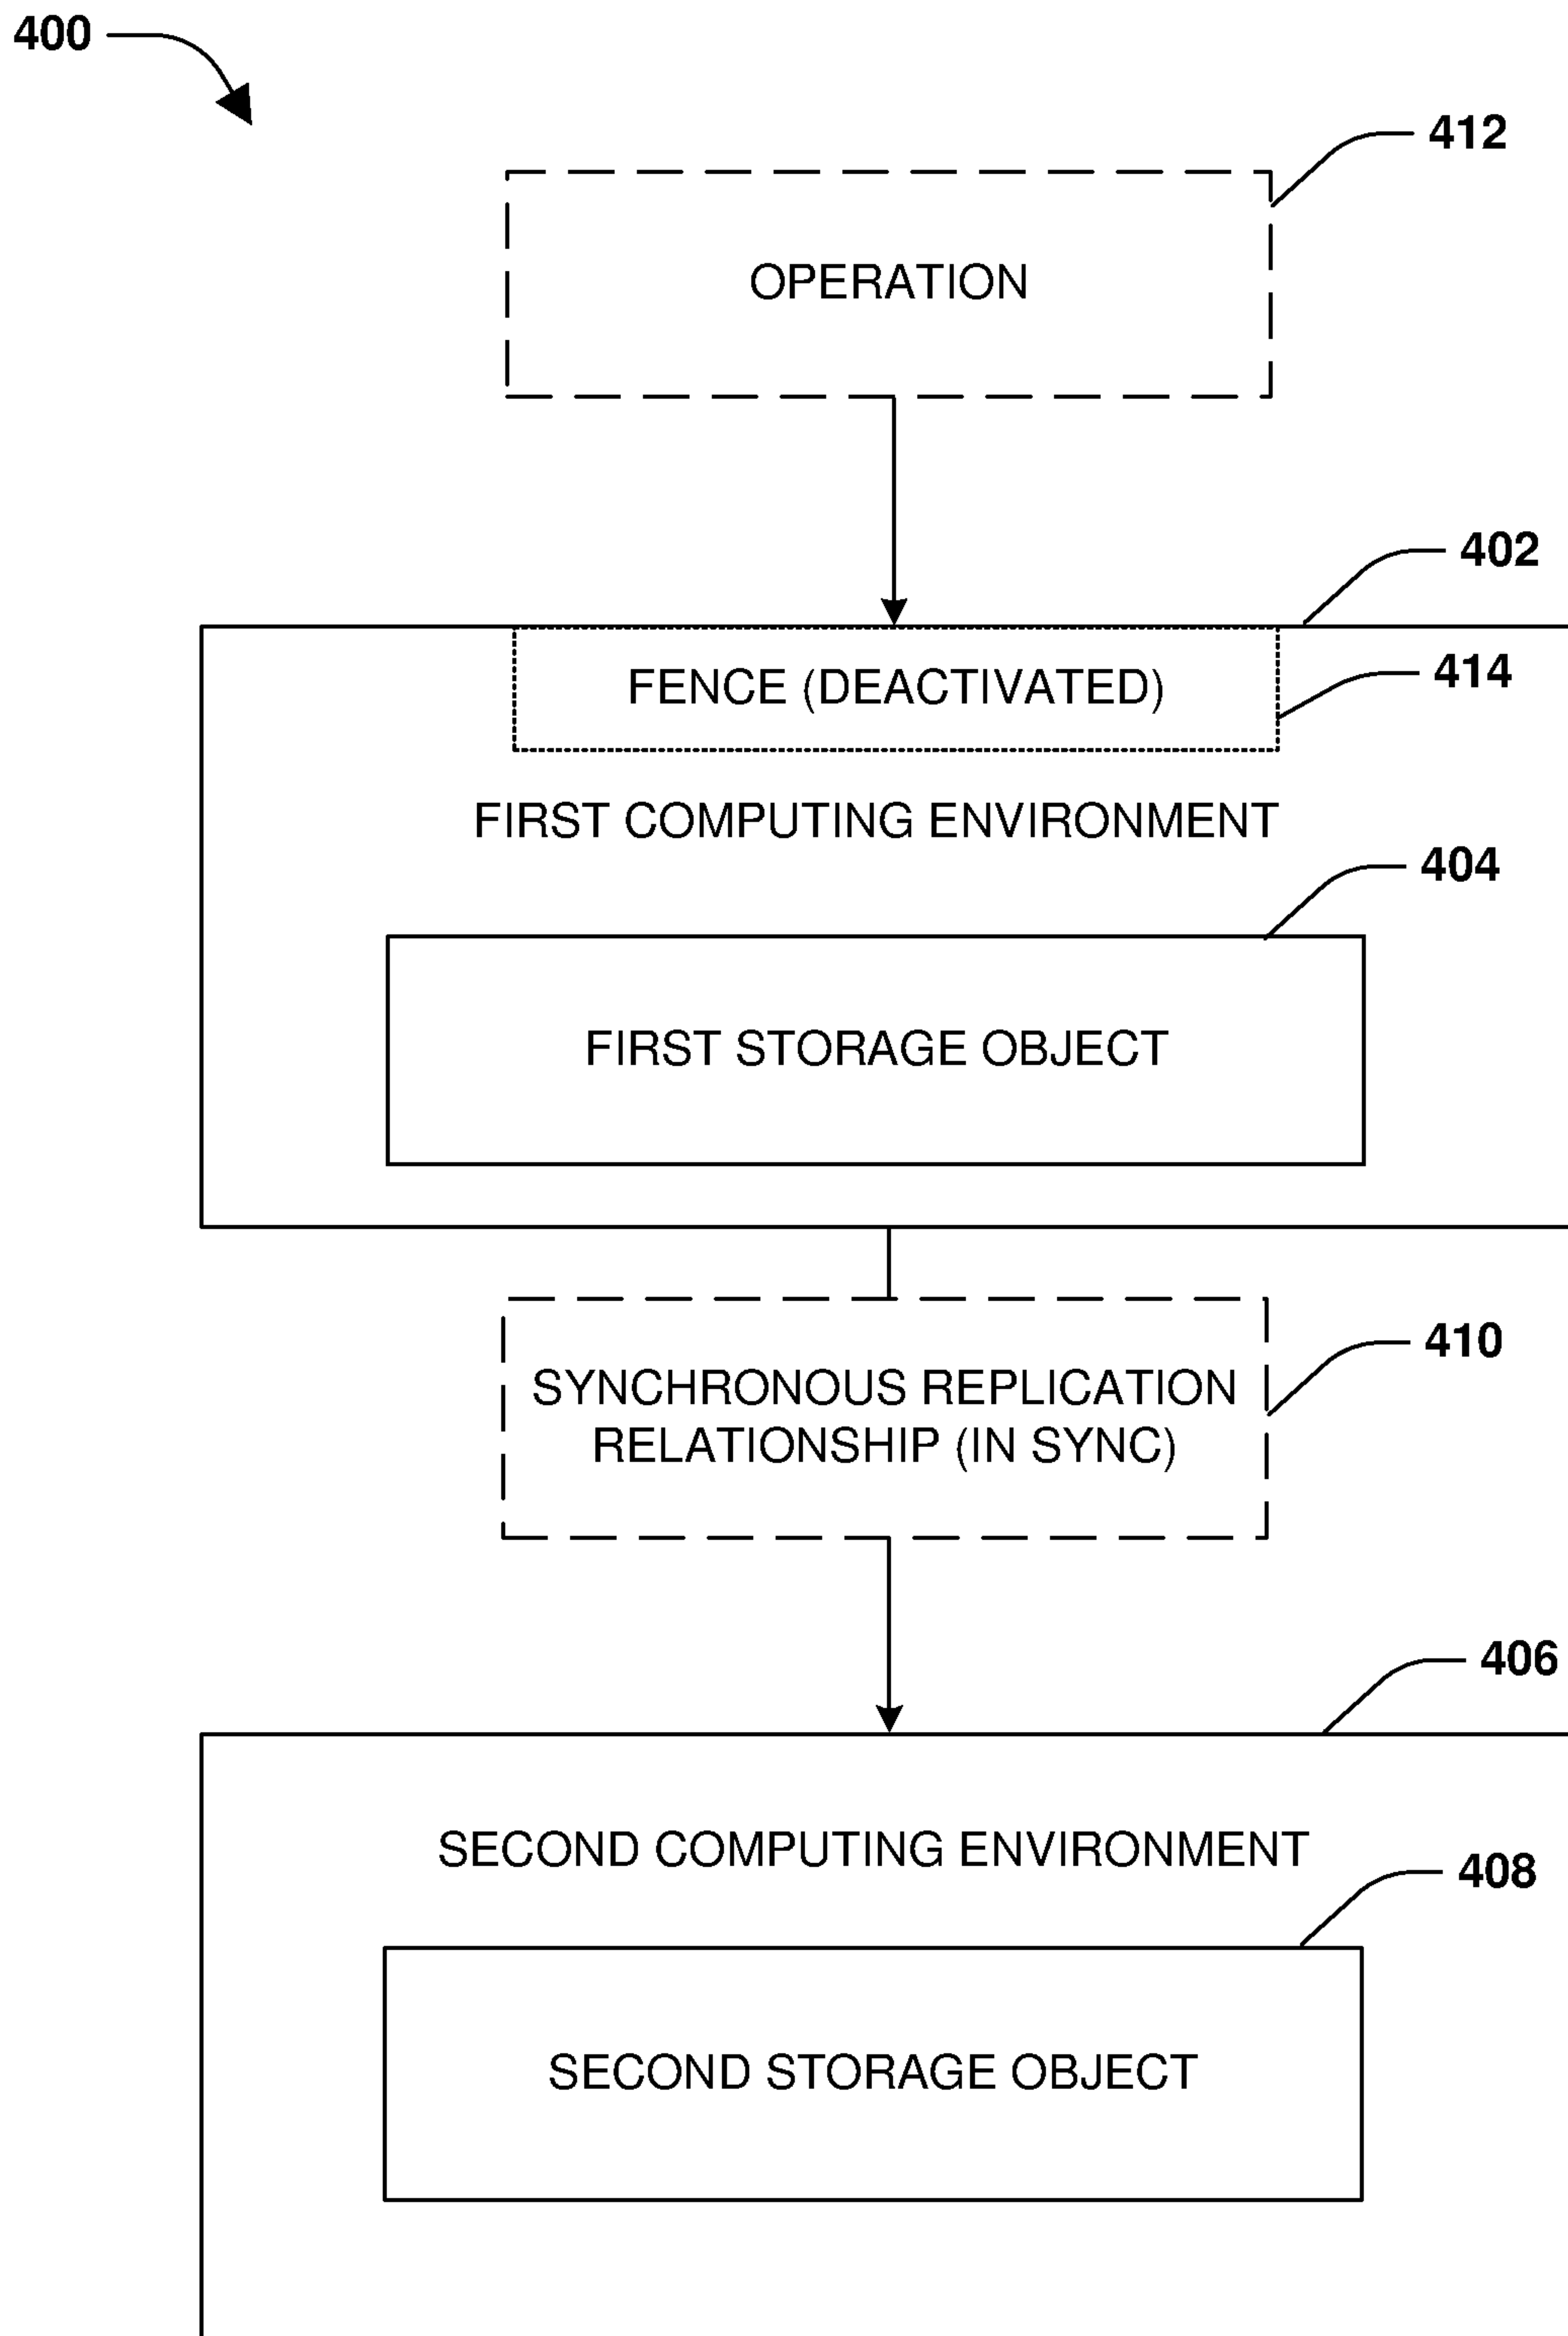 400
412
OPERATION
402
FENCE (DEACTIVATED)
414
FIRST COMPUTING ENVIRONMENT
404
FIRST STORAGE OBJECT
SYNCHRONOUS REPLICATION
RELATIONSHIP (IN SYNC)
410
406
SECOND COMPUTING ENVIRONMENT
408
SECOND STORAGE OBJECT